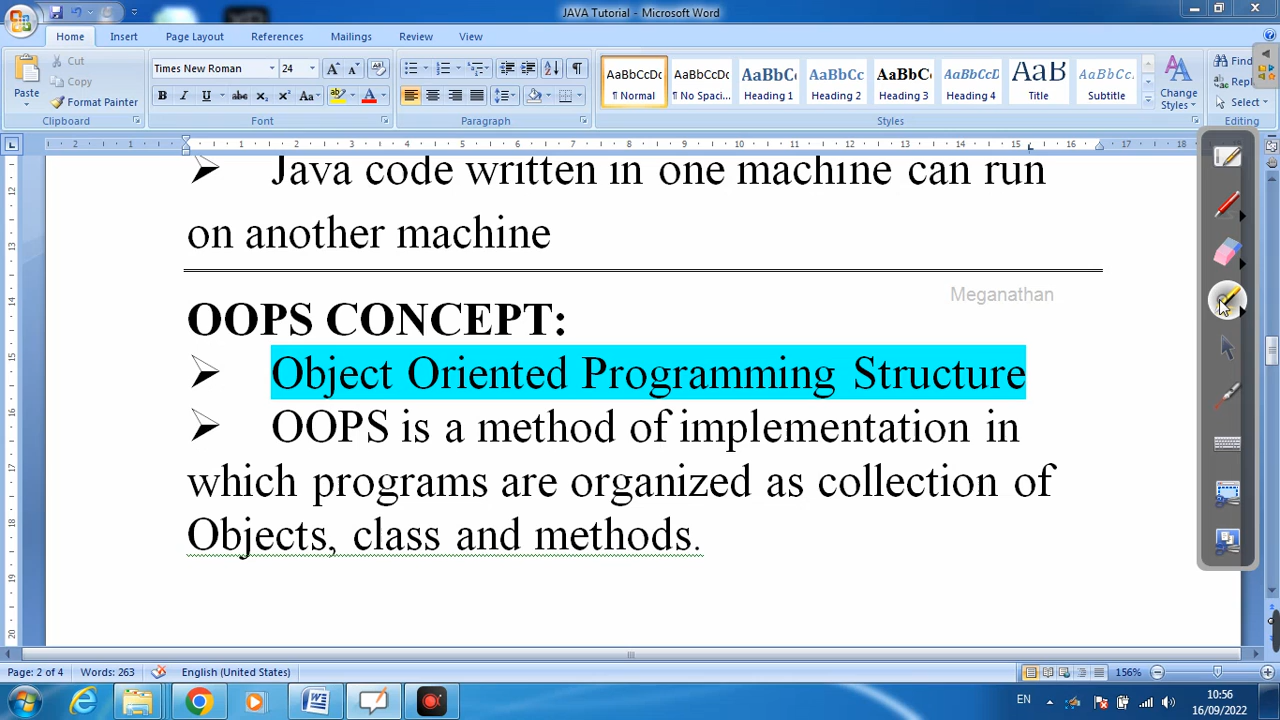 JAVA Tutorial - Microsoft Word
Home Insert Page Layout References Mailings Review View
Paste
Cut
Copy
Format Painter
Clipboard
Times New Roman 24
Font
Paragraph
AaBbCcDc AaBbCcDc AaBbC AaBbCc AaBbCc AaBbCcD AaB AaBbCcDc
¶ Normal ¶ No Spaci... Heading 1 Heading 2 Heading 3 Heading 4 Title Subtitle
Change Styles
Styles
Find
Select
Editing
➢ Java code written in one machine can run
on another machine
Meganathan
OOPS CONCEPT:
➢ Object Oriented Programming Structure
➢ OOPS is a method of implementation in
which programs are organized as collection of
Objects, class and methods.
Page: 2 of 4 Words: 263 English (United States) 156%
EN 10:56
16/09/2022